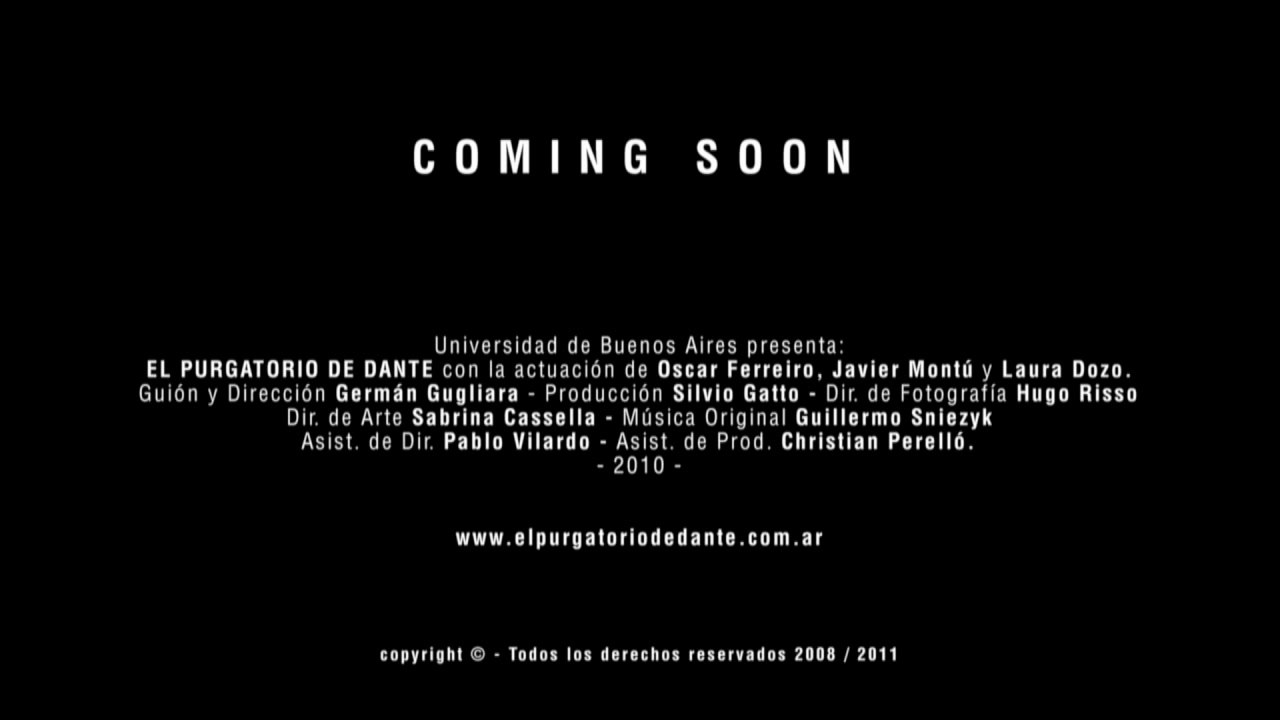 COMING SOON
Universidad de Buenos Aires presenta:
EL PURGATORIO DE DANTE con la actuación de Oscar Ferreiro, Javier Montú y Laura Dozo.
Guión y Dirección Germán Gugliara - Producción Silvio Gatto - Dir. de Fotografía Hugo Risso
Dir. de Arte Sabrina Cassella - Música Original Guillermo Sniezyk
Asist. de Dir. Pablo Vilardo - Asist. de Prod. Christian Perelló.
- 2010 -
www.elpurgatoriodedante.com.ar
copyright © - Todos los derechos reservados 2008 / 2011